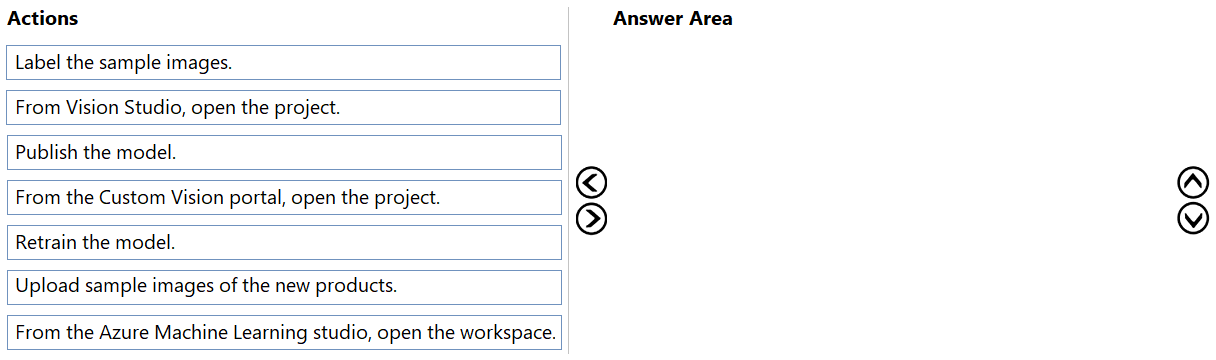 Actions
Answer Area
Label the sample images.
From Vision Studio, open the project.
Publish the model.
From the Custom Vision portal, open the project.
Retrain the model.
Upload sample images of the new products.
From the Azure Machine Learning studio, open the workspace.